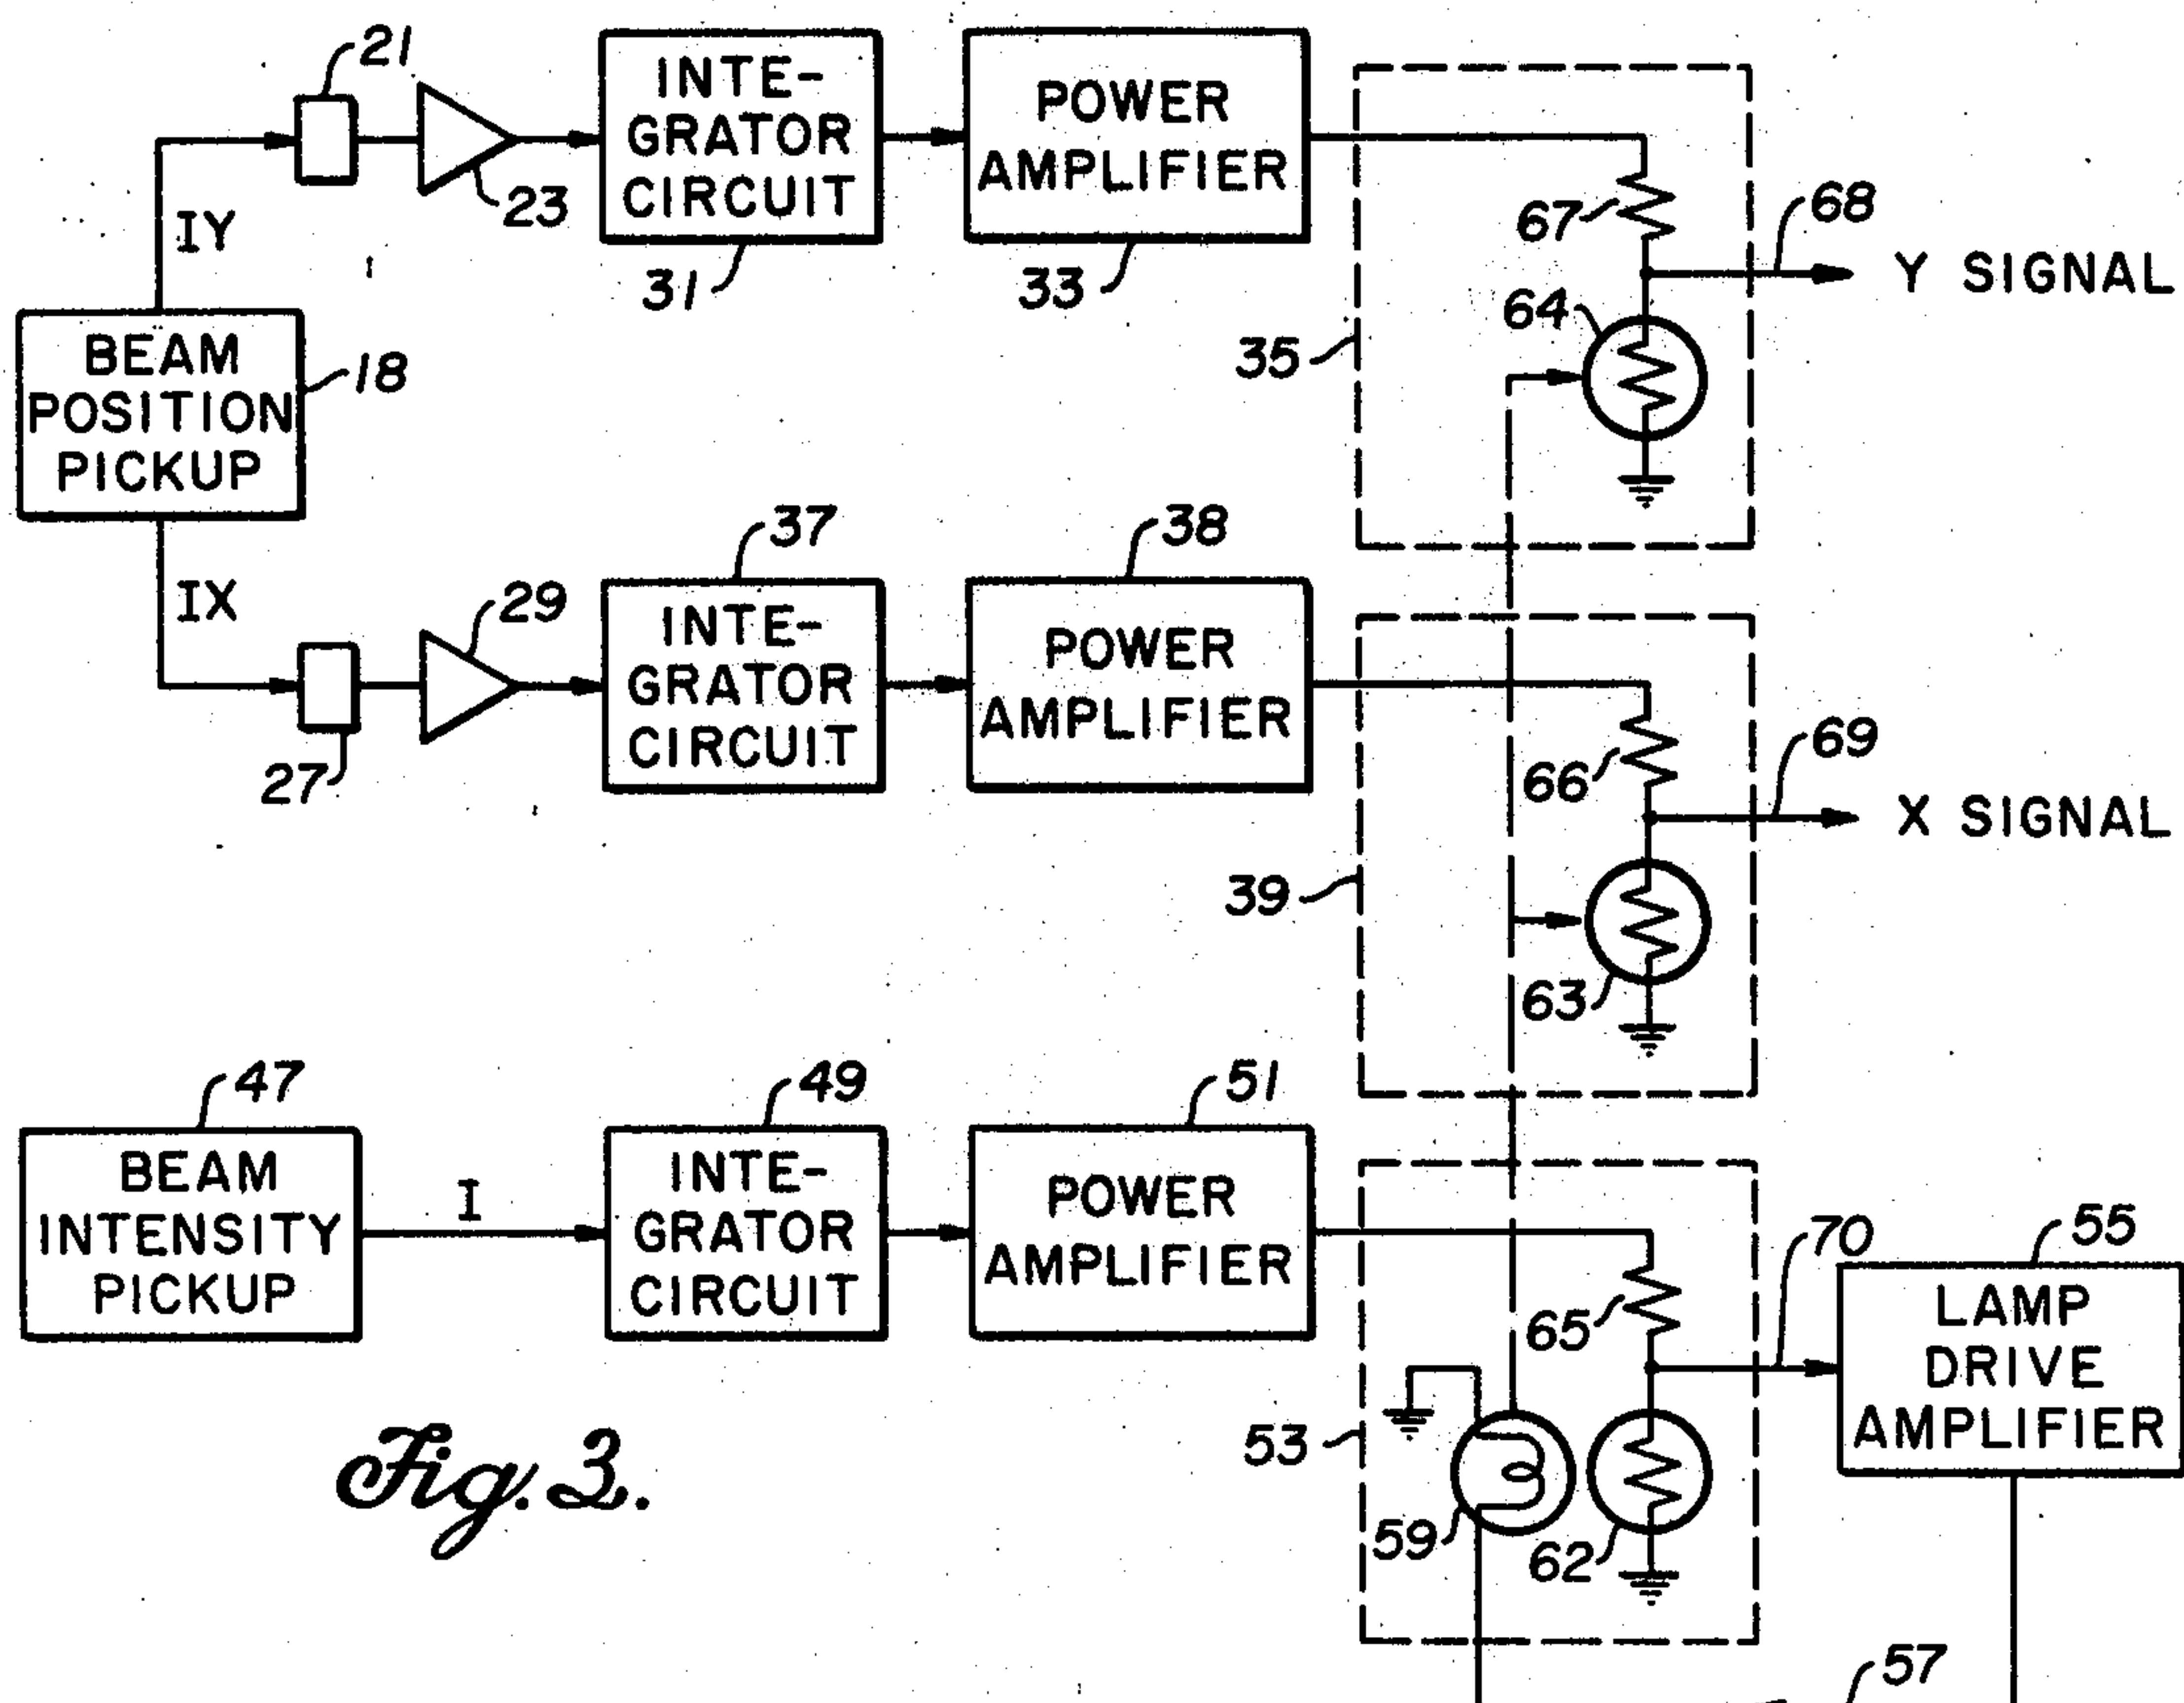 21
INTE-
GRATOR
CIRCUIT
POWER
AMPLIFIER
23
31
33
IY
67
68
Y SIGNAL
64
35
BEAM
POSITION
PICKUP
18
IX
37
38
29
INTE-
GRATOR
CIRCUIT
POWER
AMPLIFIER
27
66
69
X SIGNAL
39
63
47
49
51
BEAM
INTENSITY
PICKUP
I
INTE-
GRATOR
CIRCUIT
POWER
AMPLIFIER
65
70
55
LAMP
DRIVE
AMPLIFIER
53
59
62
Fig. 3.
57